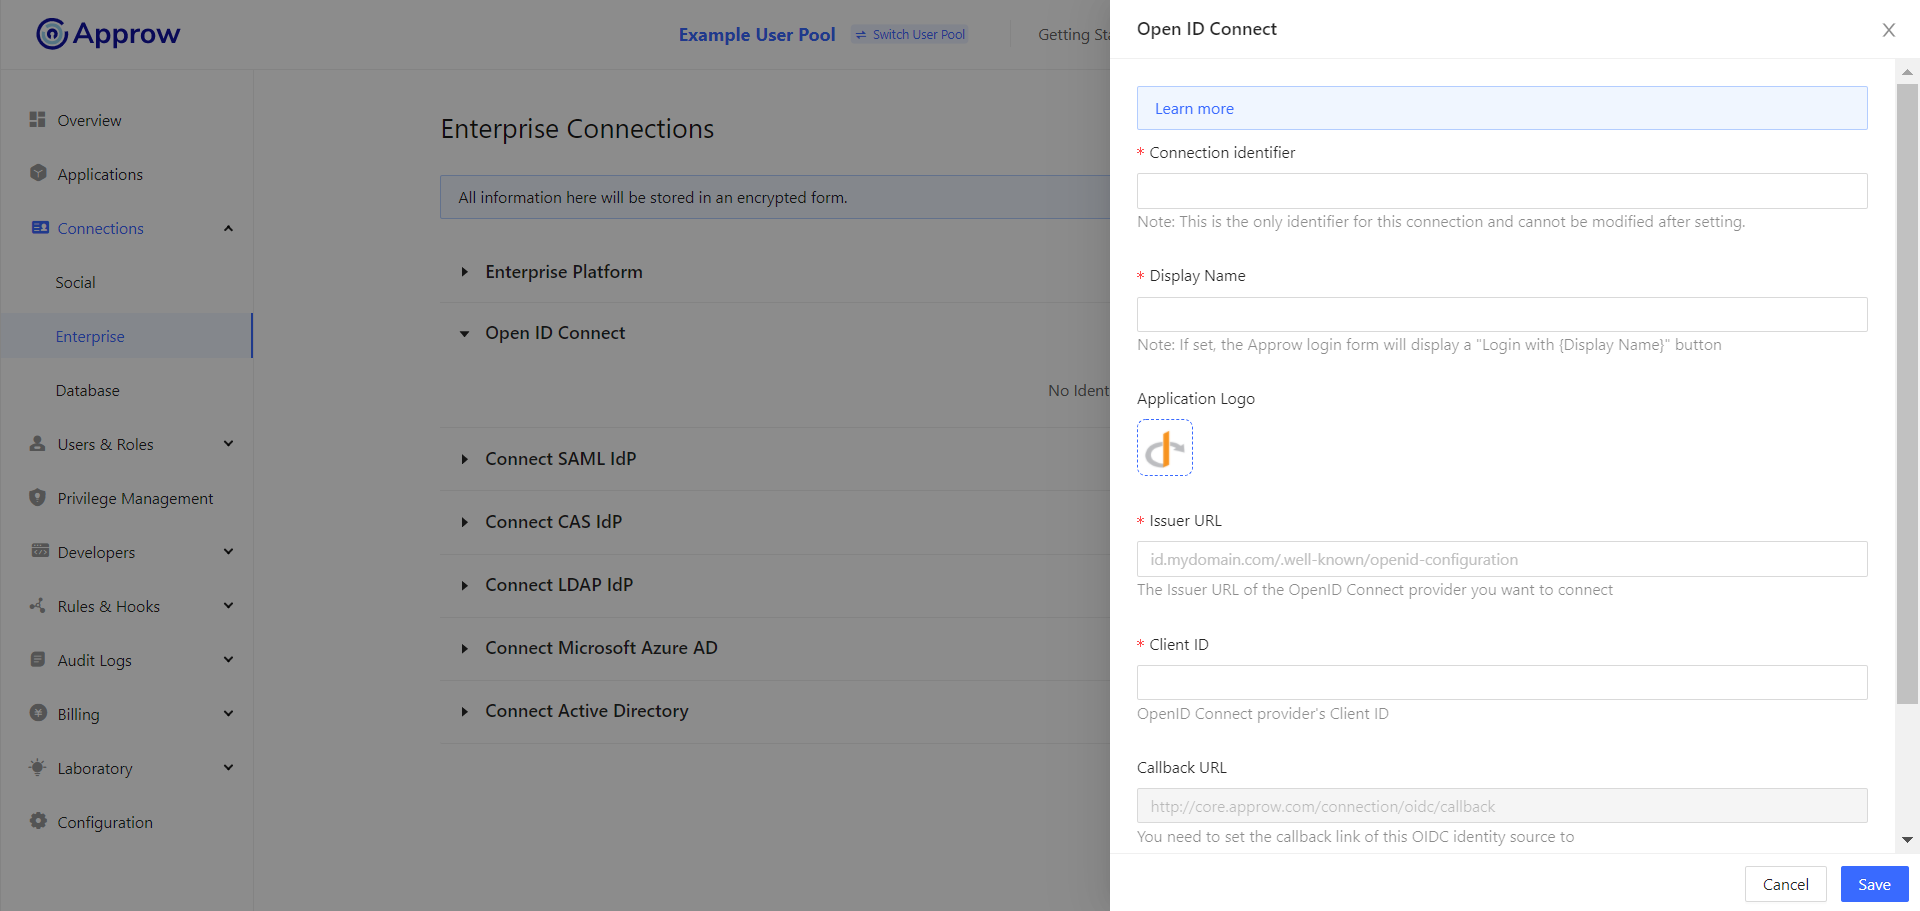 Approw
Example User Pool
Switch User Pool
Getting Sta
Overview
Applications
Connections
Social
Enterprise
Database
Users & Roles
Privilege Management
Developers
Rules & Hooks
Audit Logs
Billing
Laboratory
Configuration
Enterprise Connections
All information here will be stored in an encrypted form.
Enterprise Platform
Open ID Connect
No Ident
Connect SAML IdP
Connect CAS IdP
Connect LDAP IdP
Connect Microsoft Azure AD
Connect Active Directory
Open ID Connect
Learn more
* Connection identifier
Note: This is the only identifier for this connection and cannot be modified after setting.
* Display Name
Note: If set, the Approw login form will display a "Login with {Display Name}" button
Application Logo
* Issuer URL
id.mydomain.com/.well-known/openid-configuration
The Issuer URL of the OpenID Connect provider you want to connect
* Client ID
OpenID Connect provider's Client ID
Callback URL
http://core.approw.com/connection/oidc/callback
You need to set the callback link of this OIDC identity source to
Cancel
Save